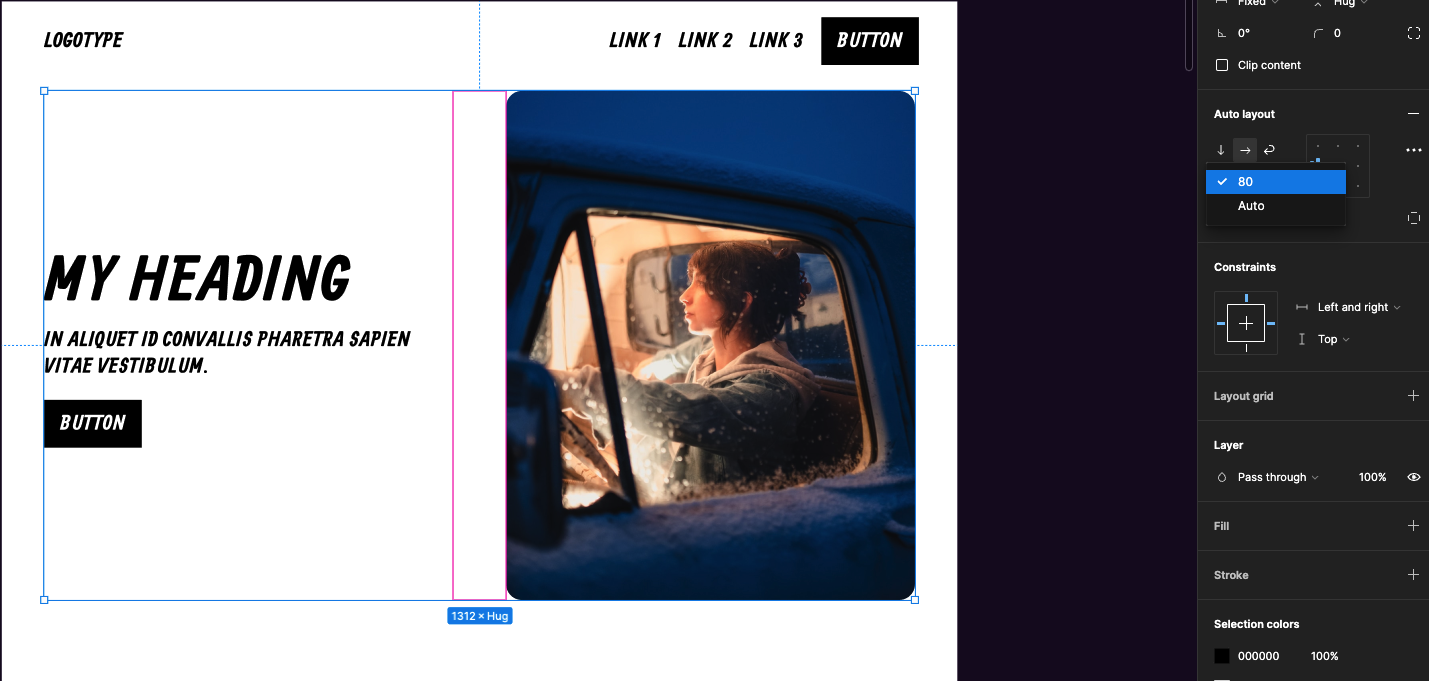 LOGOTYPE
LINK 1 LINK 2 LINK 3 BUTTON
MY HEADING
IN ALIQUET ID CONVALLIS PHARETRA SAPIEN
VITAE VESTIBULUM.
BUTTON
1312 × Hug
Fixed Hug
0° 0
Clip content
Auto layout
80
Auto
Constraints
Left and right
Top
Layout grid
Layer
Pass through 100%
Fill
Stroke
Selection colors
000000 100%